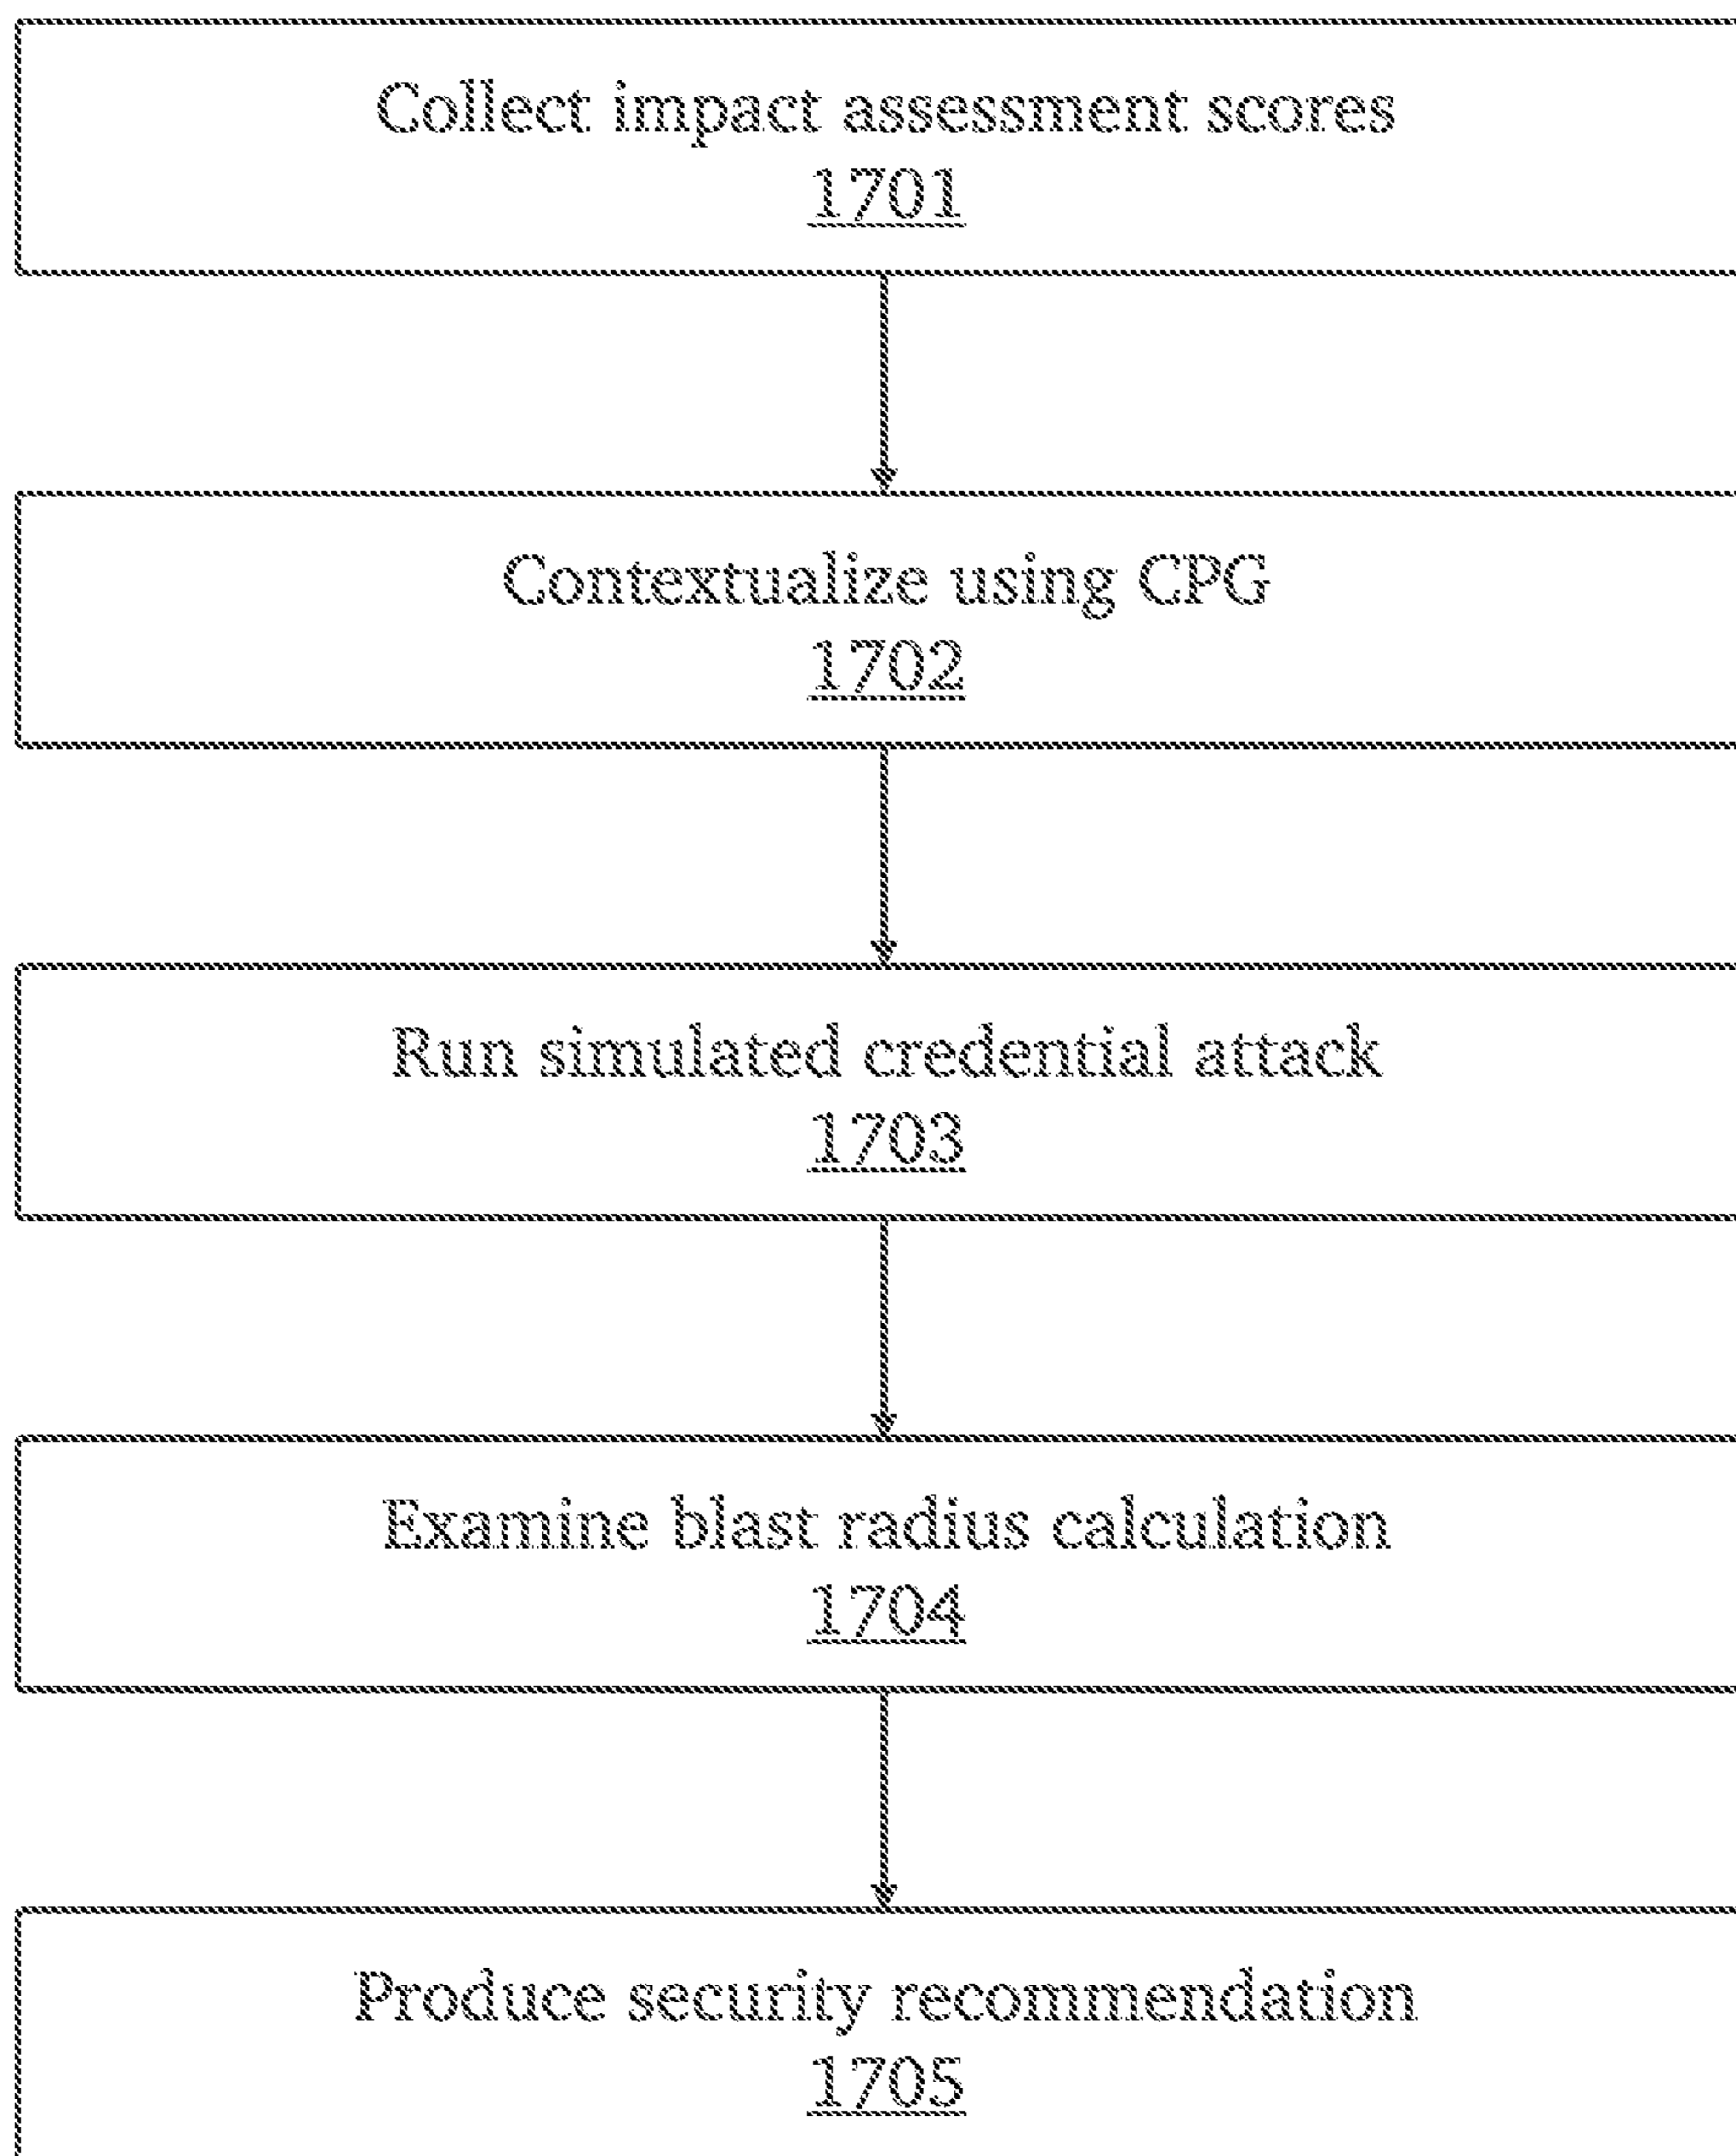 Collect impact assessment scores
1701
Contextualize using CPG
1702
Run simulated credential attack
1703
Examine blast radius calculation
1704
Produce security recommendation
1705